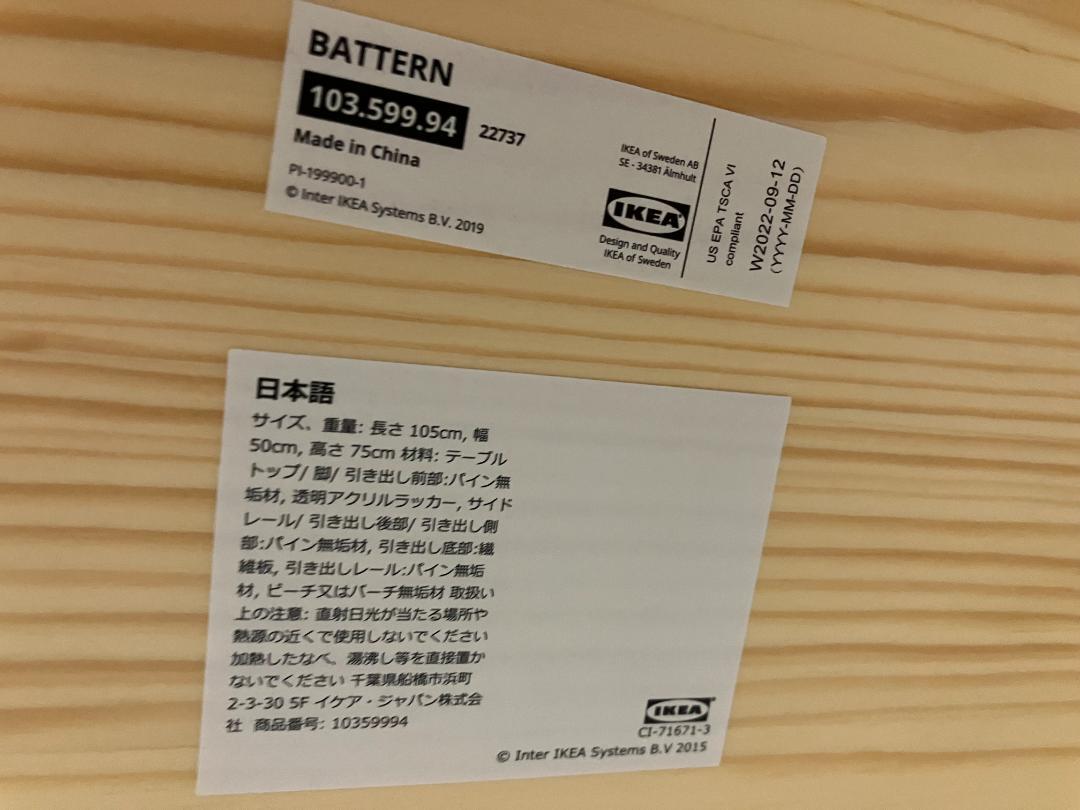 BATTERN
103.599.94
22737
Made in China
PI-199900-1
© Inter IKEA Systems B.V. 2019
IKEA of Sweden AB
SE - 34381 Älmhult
IKEA
Design and Quality
IKEA of Sweden
US EPA TSCA VI
compliant
W2022-09-12
(YYYY-MM-DD)
日本語
サイズ、重量: 長さ 105cm, 幅
50cm, 高さ 75cm 材料: テーブル
トップ/ 脚/ 引き出し前部:パイン無
垢材, 透明アクリルラッカー, サイド
レール/ 引き出し後部/ 引き出し側
部:パイン無垢材, 引き出し底部:繊
維板, 引き出しレール:パイン無垢
材, ビーチ又はバーチ無垢材 取扱い
上の注意: 直射日光が当たる場所や
熱源の近くで使用しないでください
加熱したなべ、湯沸し等を直接置か
ないでください 千葉県船橋市浜町
2-3-30 5F イケア・ジャパン株式会
社 商品番号: 10359994
IKEA
CI-71671-3
© Inter IKEA Systems B.V 2015